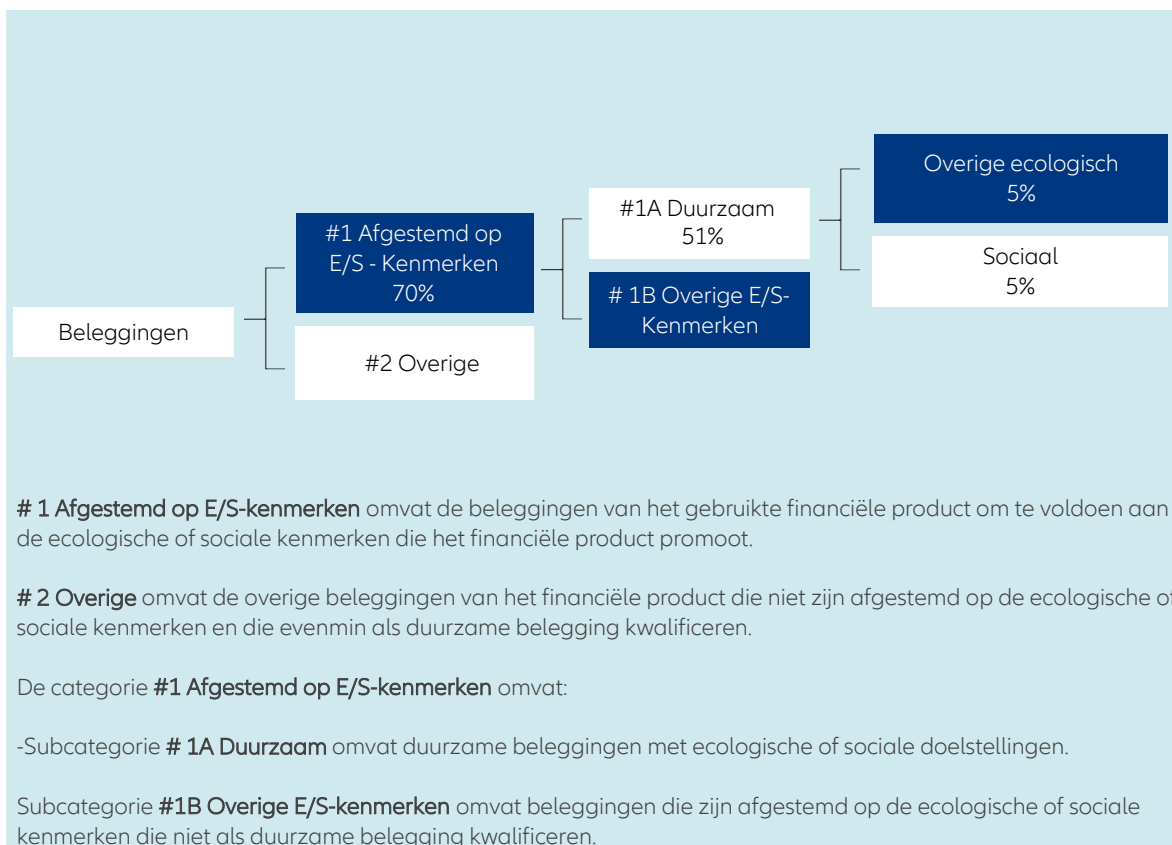 Overige ecologisch
5%
#1A Duurzaam
51%
#1 Afgestemd op
E/S - Kenmerken
70%
Sociaal
5%
# 1B Overige E/S-
Kenmerken
Beleggingen
#2 Overige
# 1 Afgestemd op E/S-kenmerken omvat de beleggingen van het gebruikte financiële product om te voldoen aan
de ecologische of sociale kenmerken die het financiële product promoot.
# 2 Overige omvat de overige beleggingen van het financiële product die niet zijn afgestemd op de ecologische of
sociale kenmerken en die evenmin als duurzame belegging kwalificeren.
De categorie #1 Afgestemd op E/S-kenmerken omvat:
-Subcategorie # 1A Duurzaam omvat duurzame beleggingen met ecologische of sociale doelstellingen.
Subcategorie #1B Overige E/S-kenmerken omvat beleggingen die zijn afgestemd op de ecologische of sociale
kenmerken die niet als duurzame belegging kwalificeren.